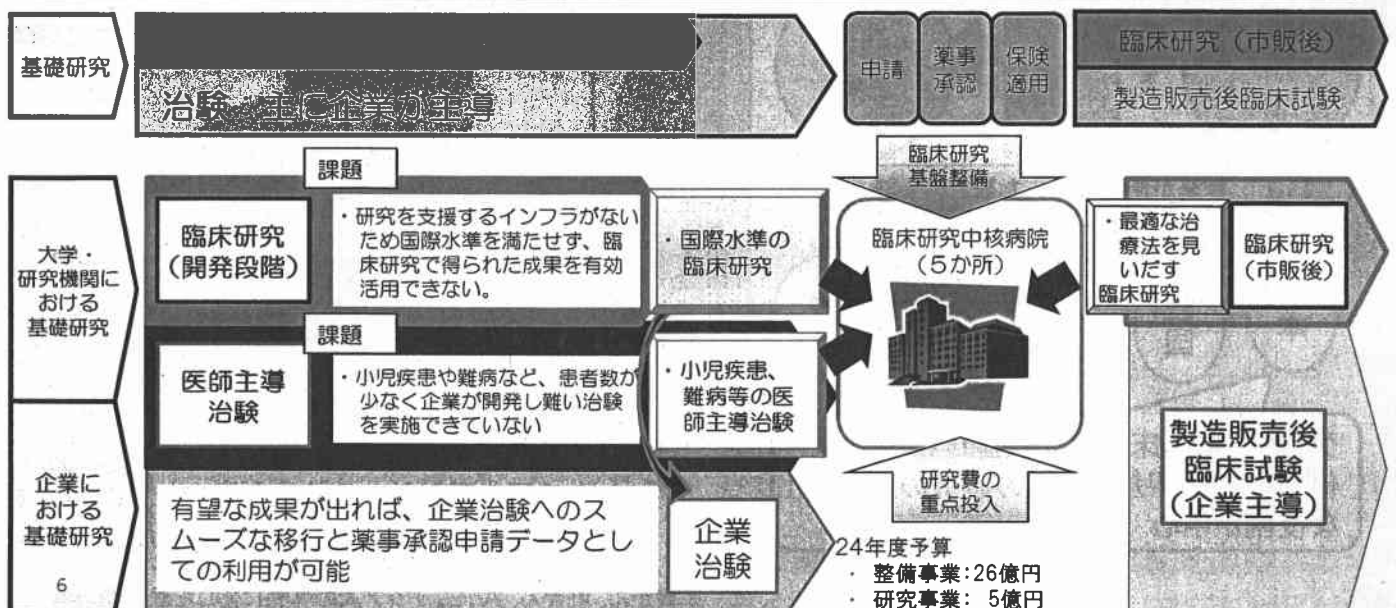 基礎研究
治験
主に企業が主導
申請
薬事
承認
保険
適用
臨床研究（市販後）
製造販売後臨床試験
大学・
研究機関に
おける
基礎研究
企業に
おける
基礎研究
6
課題
臨床研究
（開発段階）
・研究を支援するインフラがない
ため国際水準を満たせず、臨
床研究で得られた成果を有効
活用できない。
・国際水準の
臨床研究
課題
医師主導
治験
・小児疾患や難病など、患者数が
少なく企業が開発し難い治験
を実施できていない
・小児疾患、
難病等の医
師主導治験
有望な成果が出れば、企業治験へのス
ムーズな移行と薬事承認申請データとし
ての利用が可能
企業
治験
臨床研究
基盤整備
臨床研究中核病院
（５か所）
研究費の
重点投入
24年度予算
・ 整備事業：26億円
・ 研究事業： 5億円
・最適な治
療法を見
いだす
臨床研究
臨床研究
（市販後）
製造販売後
臨床試験
（企業主導）